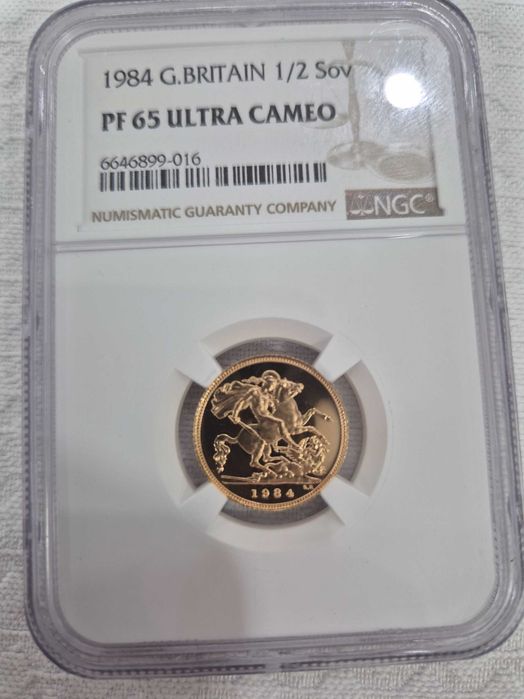 1984 G.BRITAIN 1/2 Sov
PF 65 ULTRA CAMEO
6646899-016
NUMISMATIC GUARANTY COMPANY NGC®
1984